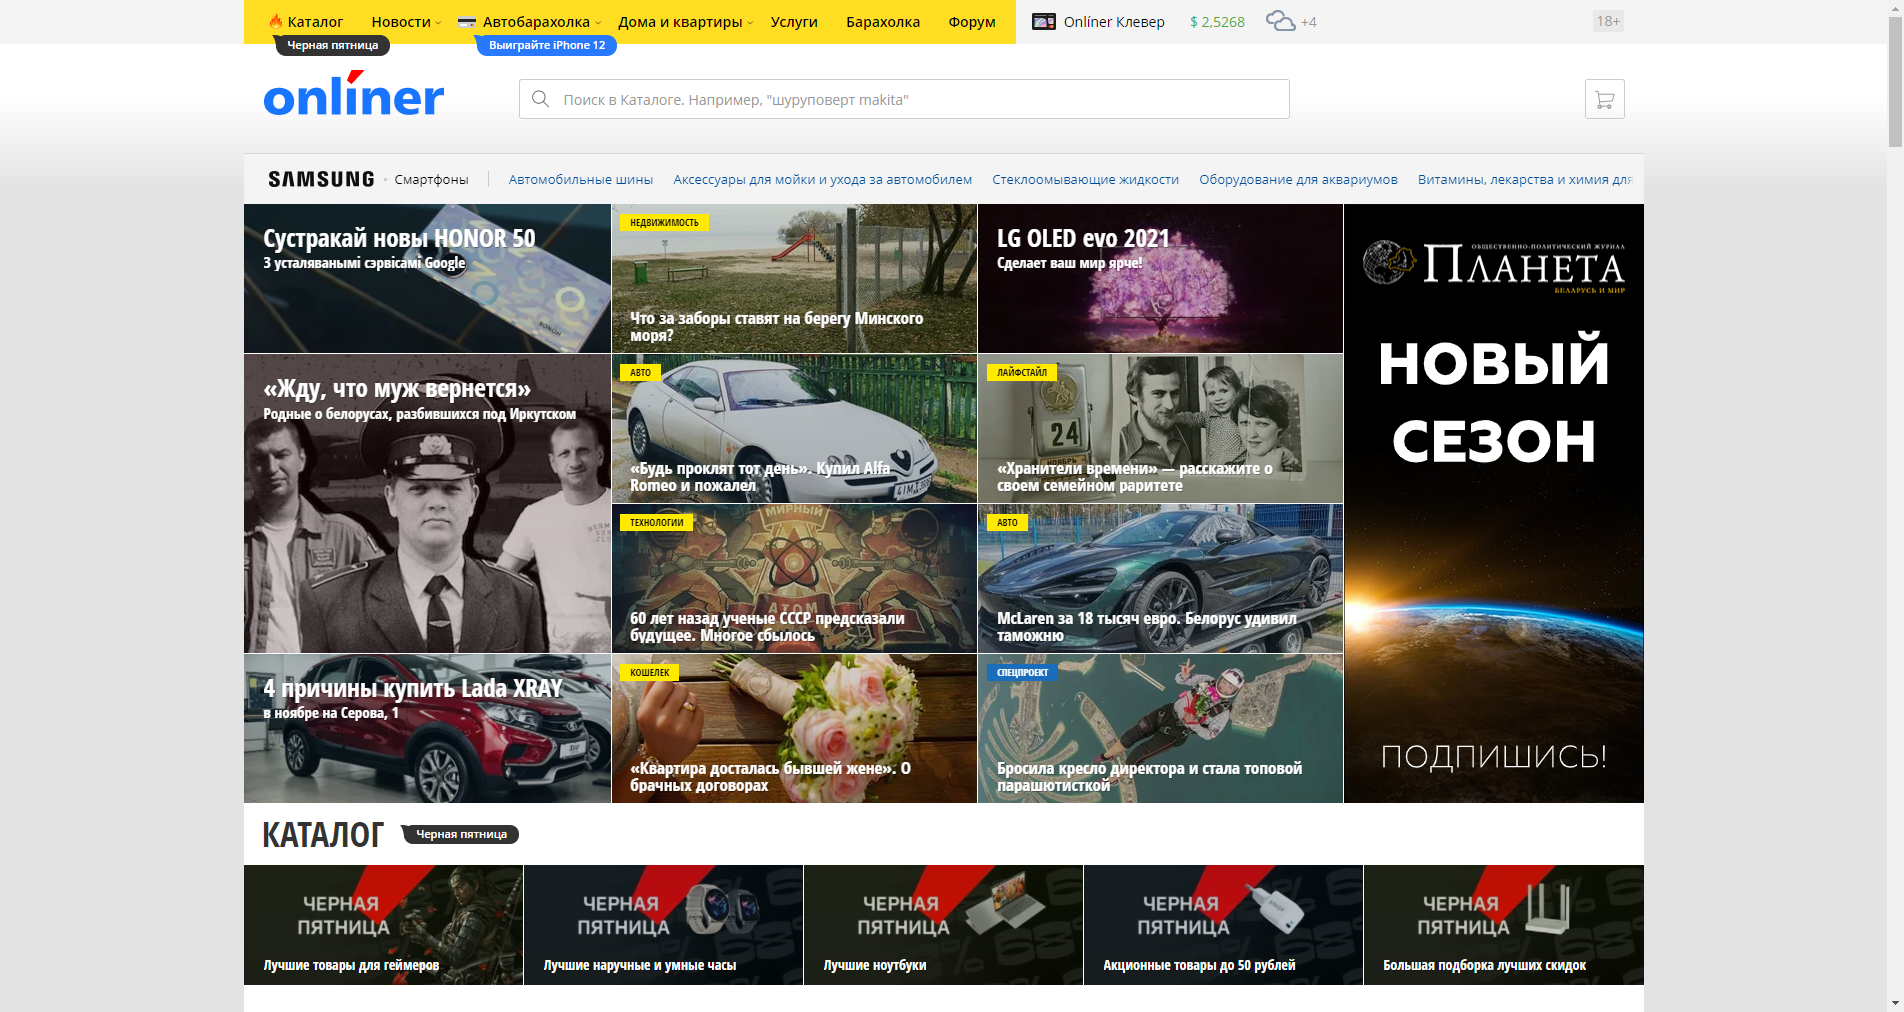 Каталог
Новости
Автобарахолка
Дома и квартиры
Услуги
Барахолка
Форум
Onlíner Клевер
$ 2,5268
+4
18+
Черная пятница
Выиграйте iPhone 12
onlíner
Поиск в Каталоге. Например, "шуруповерт makita"
SAMSUNG
Смартфоны
Автомобильные шины
Аксессуары для мойки и ухода за автомобилем
Стеклоомывающие жидкости
Оборудование для аквариумов
Витамины, лекарства и химия для
Сустракай новы HONOR 50
З усталяванымі сэрвісамі Google
HONOR
НЕДВИЖИМОСТЬ
Что за заборы ставят на берегу Минского
моря?
LG OLED evo 2021
Сделает ваш мир ярче!
ОБЩЕСТВЕННО-ПОЛИТИЧЕСКИЙ ЖУРНАЛ
ПЛАНЕТА
БЕЛАРУСЬ И МИР
НОВЫЙ
СЕЗОН
ПОДПИШИСЬ!
«Жду, что муж вернется»
Родные о белорусах, разбившихся под Иркутском
АВТО
«Будь проклят тот день». Купил Alfa
Romeo и пожалел
ЛАЙФСТАЙЛ
24
НОЯБРЬ
«Хранители времени» — расскажите о
своем семейном раритете
ТЕХНОЛОГИИ
МИРНЫЙ
АТОМ
60 лет назад ученые СССР предсказали
будущее. Многое сбылось
АВТО
McLaren за 18 тысяч евро. Белорус удивил
таможню
4 причины купить Lada XRAY
в ноябре на Серова, 1
КОШЕЛЕК
«Квартира досталась бывшей жене». О
брачных договорах
СПЕЦПРОЕКТ
Бросила кресло директора и стала топовой
парашютисткой
КАТАЛОГ
Черная пятница
ЧЕРНАЯ
ПЯТНИЦА
Лучшие товары для геймеров
ЧЕРНАЯ
ПЯТНИЦА
Лучшие наручные и умные часы
ЧЕРНАЯ
ПЯТНИЦА
Лучшие ноутбуки
ЧЕРНАЯ
ПЯТНИЦА
Акционные товары до 50 рублей
ЧЕРНАЯ
ПЯТНИЦА
Большая подборка лучших скидок